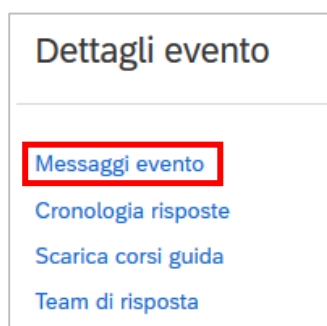 Dettagli evento
Messaggi evento
Cronologia risposte
Scarica corsi guida
Team di risposta